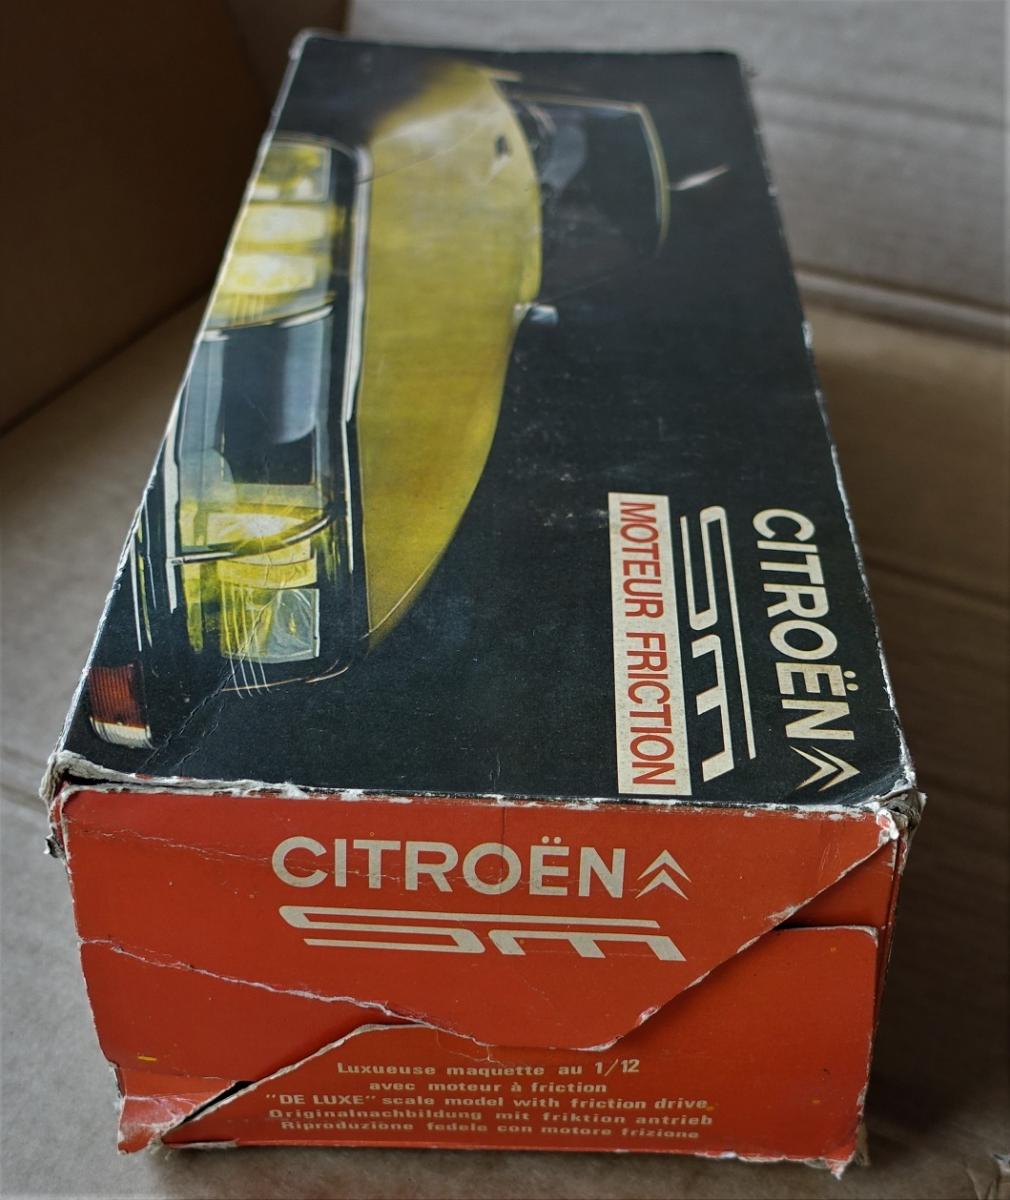 CITROËN
SM
MOTEUR FRICTION
CITROËN
SM
Luxueuse maquette au 1/12
avec moteur à friction
"DE LUXE" scale model with friction drive
Originalnachbildung mit friktion antrieb
Riproduzione fedele con motore frizione